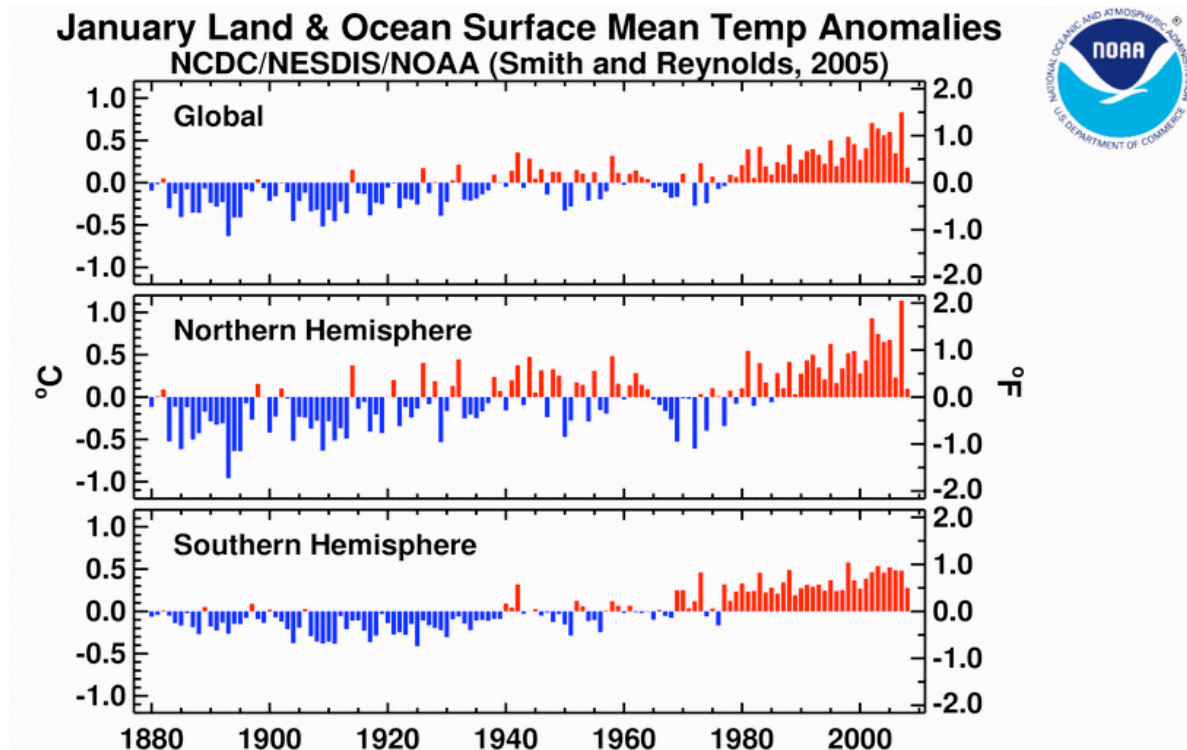 January Land & Ocean Surface Mean Temp Anomalies
NCDC/NESDIS/NOAA (Smith and Reynolds, 2005)
NATIONAL OCEANIC AND ATMOSPHERIC ADMINISTRATION
NOAA
U.S. DEPARTMENT OF COMMERCE
®
Global
1.0
0.5
0.0
-0.5
-1.0
2.0
1.0
0.0
-1.0
-2.0
Northern Hemisphere
°C
1.0
0.5
0.0
-0.5
-1.0
2.0
1.0
0.0
-1.0
-2.0
°F
Southern Hemisphere
1.0
0.5
0.0
-0.5
-1.0
2.0
1.0
0.0
-1.0
-2.0
1880 1900 1920 1940 1960 1980 2000